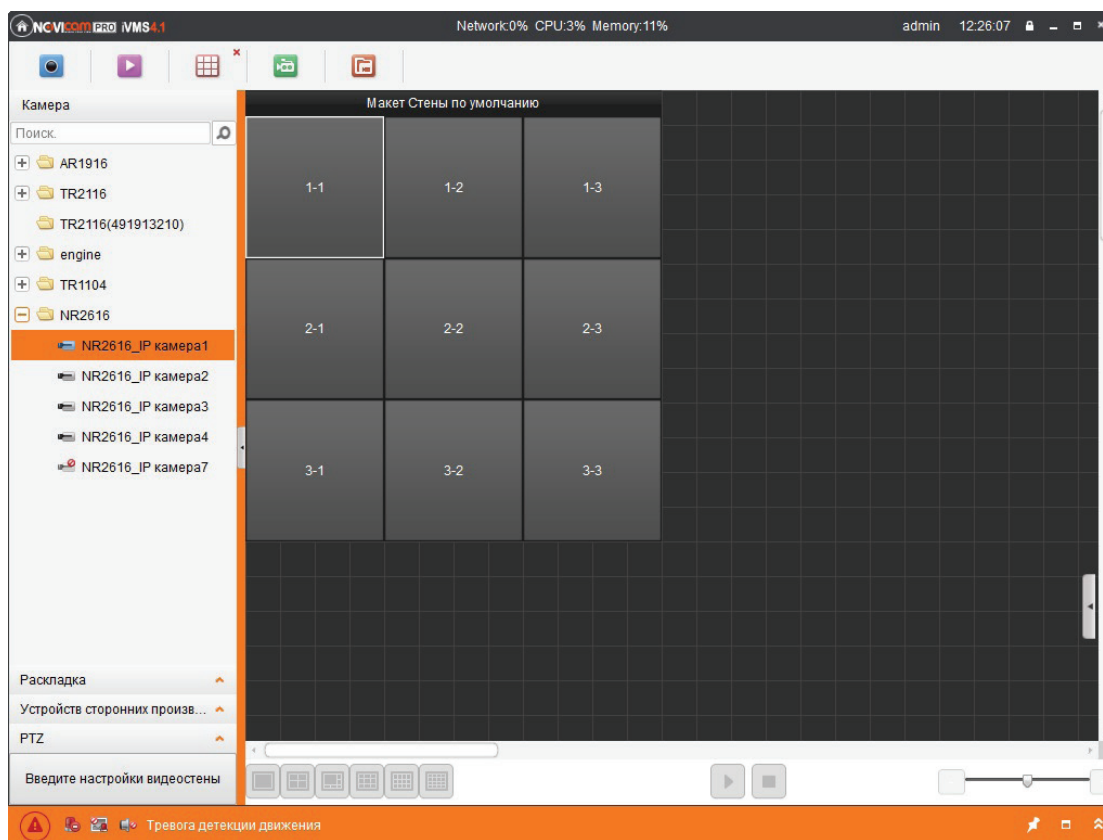 NOVIcom PRO iVMS4.1 Network:0% CPU:3% Memory:11% admin 12:26:07
Камера
Поиск.
AR1916
TR2116
TR2116(491913210)
engine
TR1104
NR2616
NR2616_IP камера1
NR2616_IP камера2
NR2616_IP камера3
NR2616_IP камера4
NR2616_IP камера7
Раскладка
Устройств сторонних произв...
PTZ
Введите настройки видеостены
Макет Стены по умолчанию
1-1 1-2 1-3
2-1 2-2 2-3
3-1 3-2 3-3
Тревога детекции движения